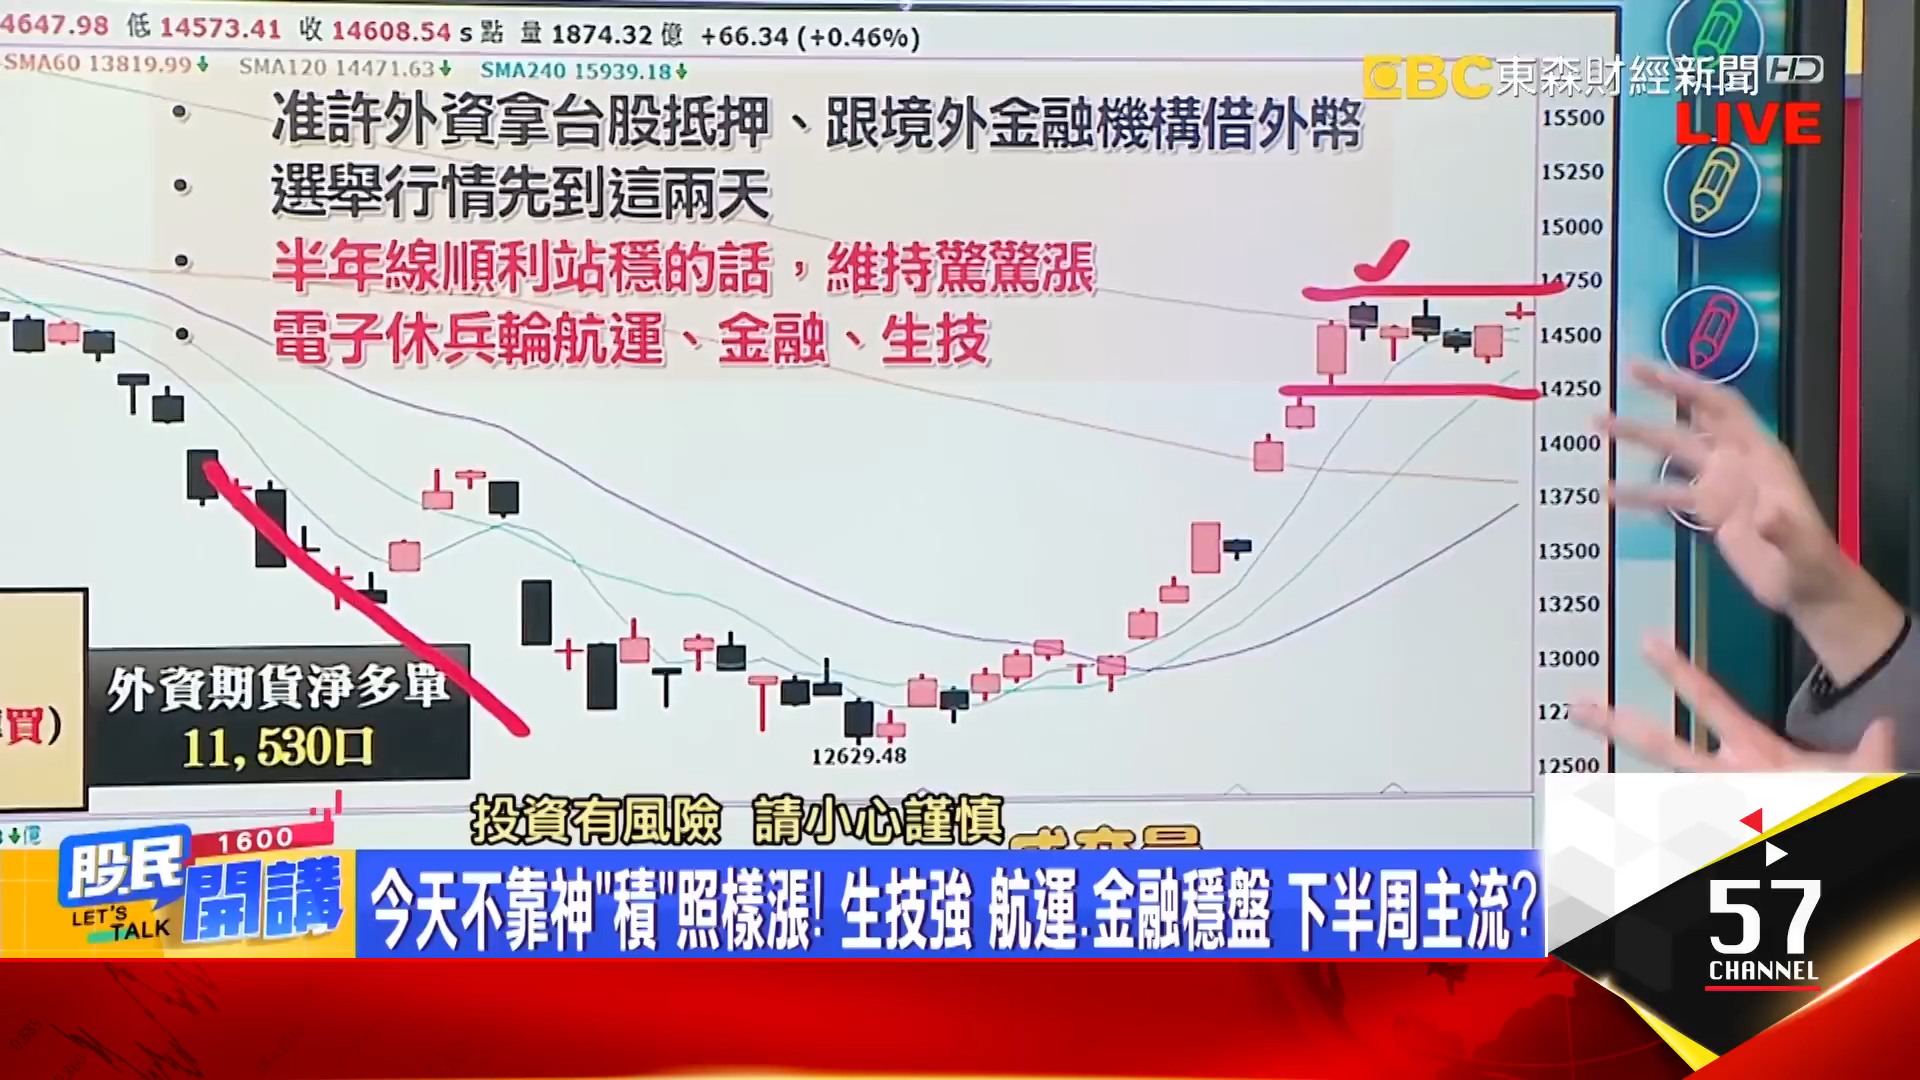 4647.98 低 14573.41 收 14608.54 s 點 量 1874.32 億 +66.34 (+0.46%)
SMA60 13819.99↓ SMA120 14471.63↓ SMA240 15939.18↓
EBC 東森財經新聞 HD
LIVE
• 准許外資拿台股抵押、跟境外金融機構借外幣
• 選舉行情先到這兩天
• 半年線順利站穩的話，維持驚驚漲
• 電子休兵輪航運、金融、生技
15500
15250
15000
14750
14500
14250
14000
13750
13500
13250
13000
12500
12629.48
買)
外資期貨淨多單
11,530口
投資有風險 請小心謹慎
成交量
1600
股民開講
LET'S TALK
今天不靠神"積"照樣漲! 生技強 航運.金融穩盤 下半周主流?
57
CHANNEL